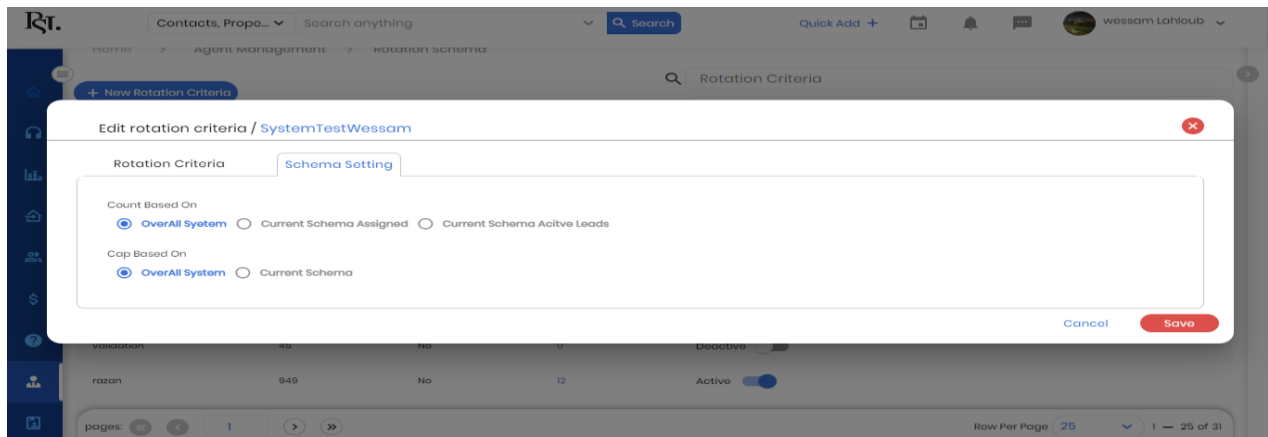 PSI.
Contacts, Prope...
Search anything
Search
Quick Add +
wessam Lahloub
Home > Agent Management > Rotation Schema
+ New Rotation Criteria
Rotation Criteria
Edit rotation criteria / SystemTestWessam
Rotation Criteria
Schema Setting
Count Based On
OverAll Syetem
Current Schema Assigned
Current Schema Acitve Leads
Cap Based On
OverAll System
Current Schema
Cancel
Save
validation 45 No 0 Deactive
razan 949 No 12 Active
pages: 1
Row Per Page 25 1 — 25 of 31